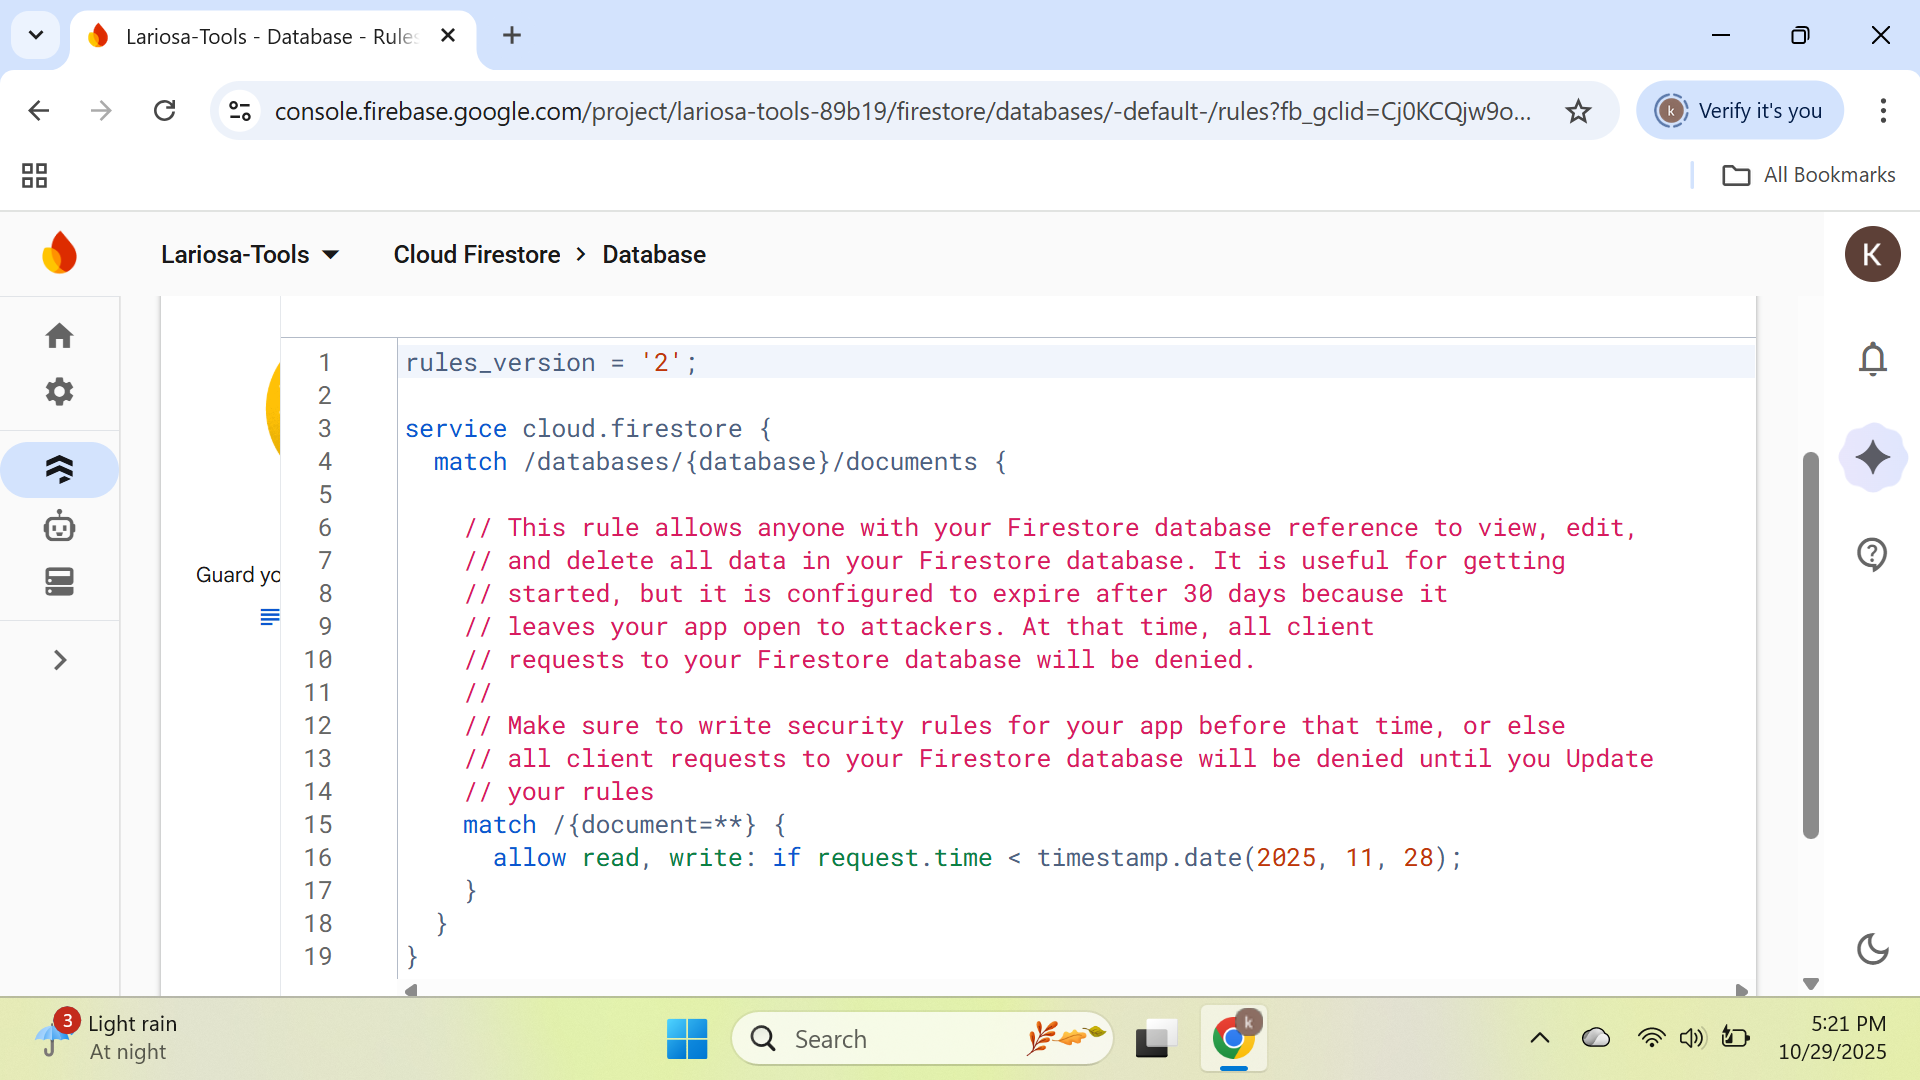 Lariosa-Tools - Database - Rules
console.firebase.google.com/project/lariosa-tools-89b19/firestore/databases/-default-/rules?fb_gclid=Cj0KCQjw9o...
k
Verify it's you
All Bookmarks
Lariosa-Tools
Cloud Firestore > Database
K
Guard yo
1 rules_version = '2';
2
3 service cloud.firestore {
4 match /databases/{database}/documents {
5
6 // This rule allows anyone with your Firestore database reference to view, edit,
7 // and delete all data in your Firestore database. It is useful for getting
8 // started, but it is configured to expire after 30 days because it
9 // leaves your app open to attackers. At that time, all client
10 // requests to your Firestore database will be denied.
11 //
12 // Make sure to write security rules for your app before that time, or else
13 // all client requests to your Firestore database will be denied until you Update
14 // your rules
15 match /{document=**} {
16 allow read, write: if request.time < timestamp.date(2025, 11, 28);
17 }
18 }
19 }
3
Light rain
At night
Search
k
5:21 PM
10/29/2025